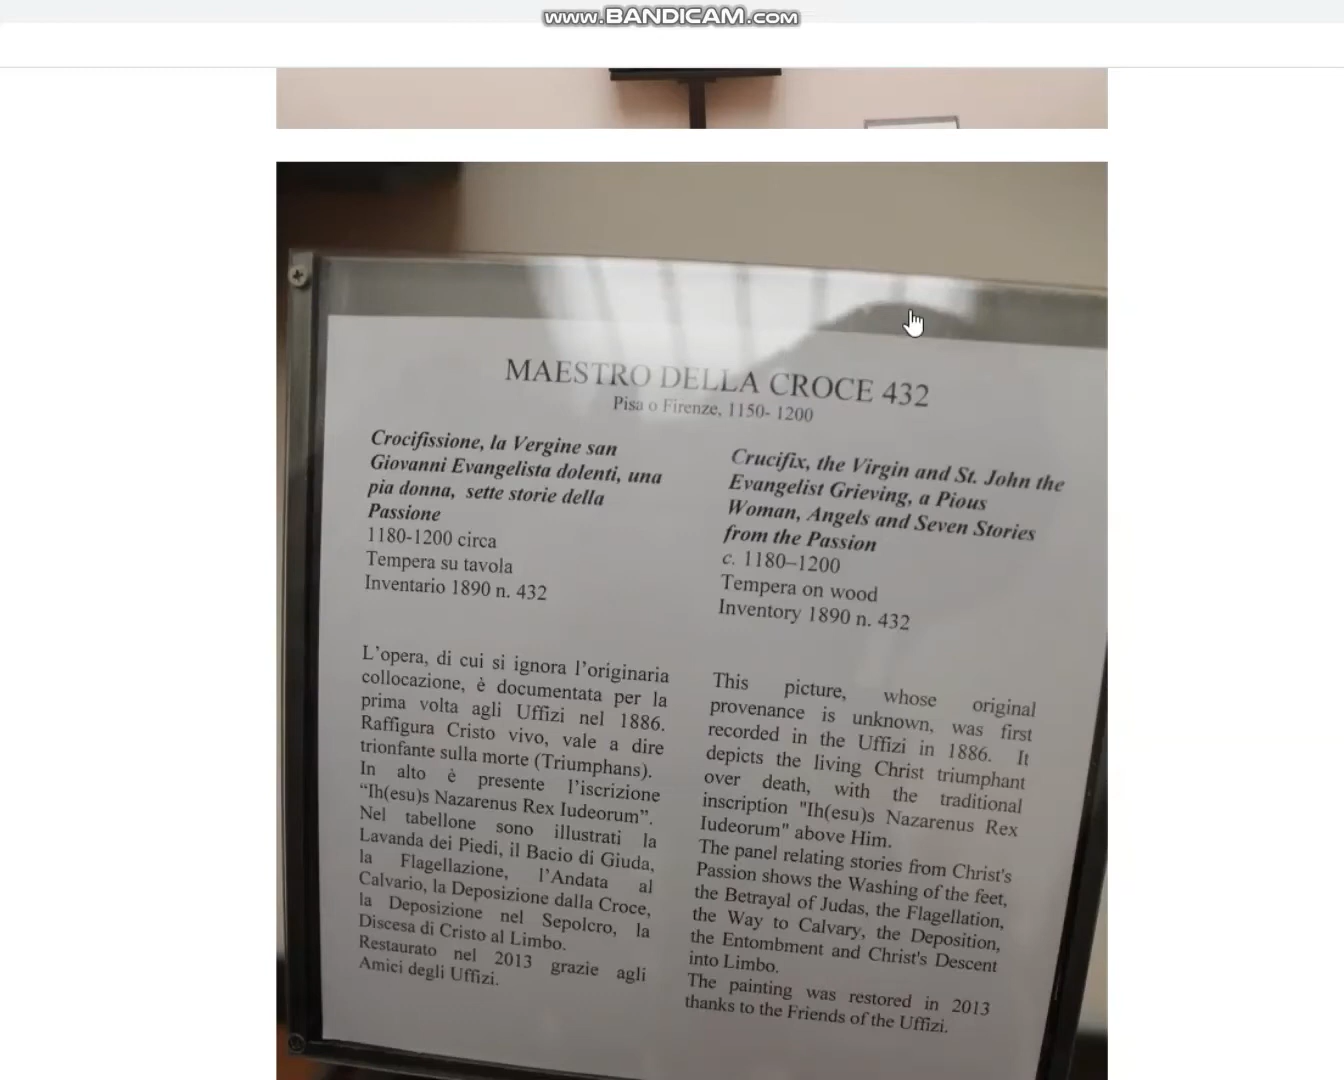 www.BANDICAM.com
MAESTRO DELLA CROCE 432
Pisa o Firenze, 1150- 1200
Crocifissione, la Vergine san
Giovanni Evangelista dolenti, una
pia donna, sette storie della
Passione
1180-1200 circa
Tempera su tavola
Inventario 1890 n. 432
L'opera, di cui si ignora l'originaria
collocazione, è documentata per la
prima volta agli Uffizi nel 1886.
Raffigura Cristo vivo, vale a dire
trionfante sulla morte (Triumphans).
In alto è presente l'iscrizione
“Ih(esu)s Nazarenus Rex Iudeorum”.
Nel tabellone sono illustrati la
Lavanda dei Piedi, il Bacio di Giuda,
la Flagellazione, l'Andata al
Calvario, la Deposizione dalla Croce,
la Deposizione nel Sepolcro, la
Discesa di Cristo al Limbo.
Restaurato nel 2013 grazie agli
Amici degli Uffizi.
Crucifix, the Virgin and St. John the
Evangelist Grieving, a Pious
Woman, Angels and Seven Stories
from the Passion
c. 1180–1200
Tempera on wood
Inventory 1890 n. 432
This picture, whose original
provenance is unknown, was first
recorded in the Uffizi in 1886. It
depicts the living Christ triumphant
over death, with the traditional
inscription "Ih(esu)s Nazarenus Rex
Iudeorum" above Him.
The panel relating stories from Christ's
Passion shows the Washing of the feet,
the Betrayal of Judas, the Flagellation,
the Way to Calvary, the Deposition,
the Entombment and Christ's Descent
into Limbo.
The painting was restored in 2013
thanks to the Friends of the Uffizi.